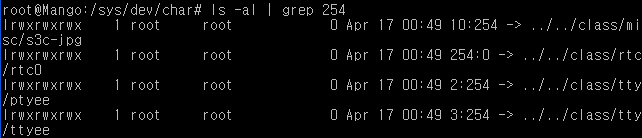 root@Mango:/sys/dev/char# ls -al | grep 254
lrwxrwxrwx    1 root     root            0 Apr 17 00:49 10:254 -> ../../class/mi
sc/s3c-jpg
lrwxrwxrwx    1 root     root            0 Apr 17 00:49 254:0 -> ../../class/rtc
/rtc0
lrwxrwxrwx    1 root     root            0 Apr 17 00:49 2:254 -> ../../class/tty
/ptyee
lrwxrwxrwx    1 root     root            0 Apr 17 00:49 3:254 -> ../../class/tty
/ttyee